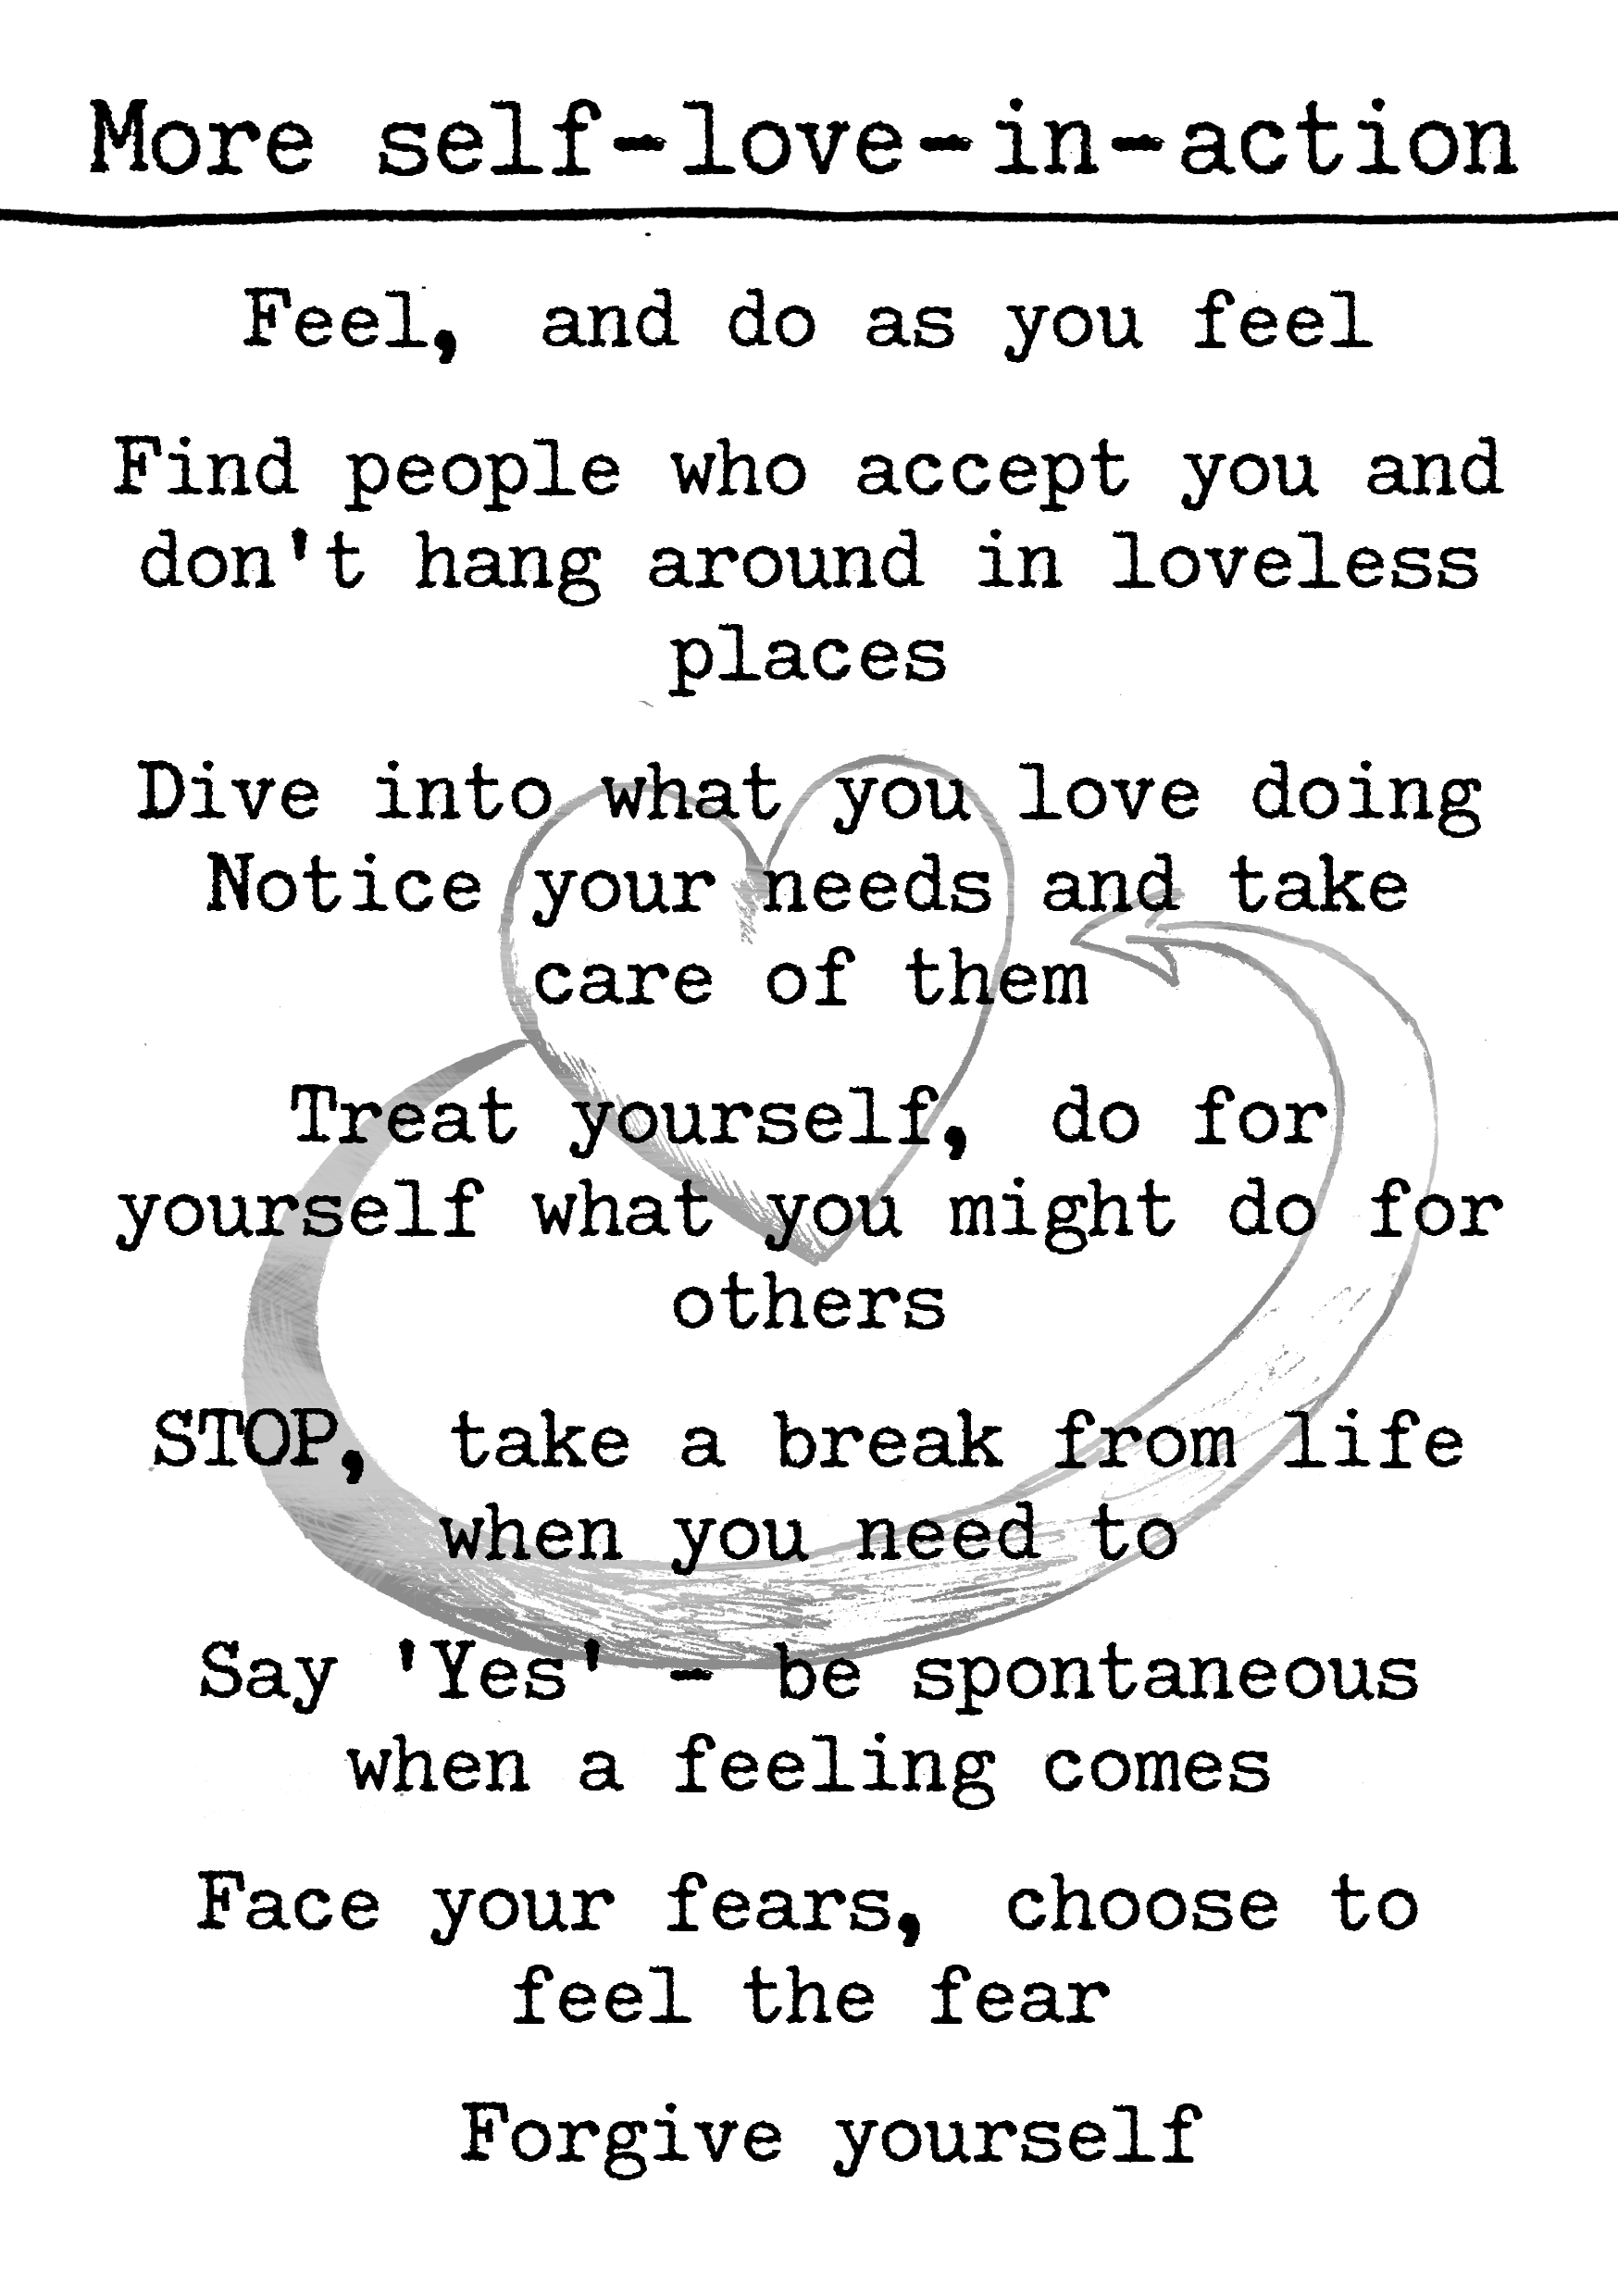 More self-love-in-action
Feel, and do as you feel
Find people who accept you and
don't hang around in loveless
places
Dive into what you love doing
Notice your needs and take
care of them
Treat yourself, do for
yourself what you might do for
others
STOP, take a break from life
when you need to
Say 'Yes' - be spontaneous
when a feeling comes
Face your fears, choose to
feel the fear
Forgive yourself